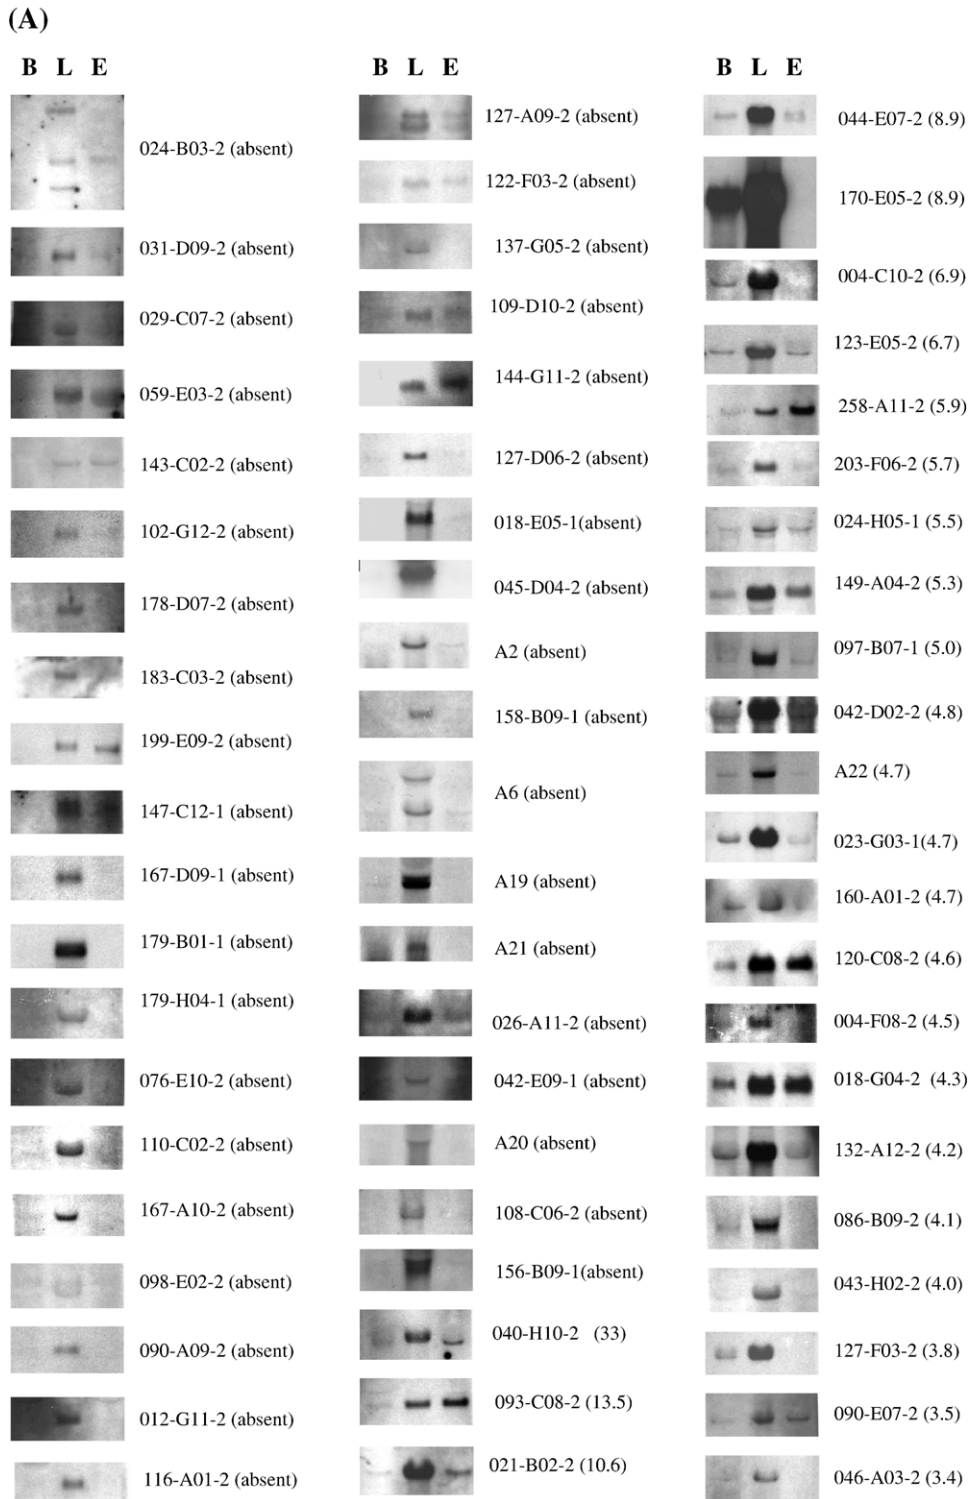 (A)
B L E
024-B03-2 (absent)
031-D09-2 (absent)
029-C07-2 (absent)
059-E03-2 (absent)
143-C02-2 (absent)
102-G12-2 (absent)
178-D07-2 (absent)
183-C03-2 (absent)
199-E09-2 (absent)
147-C12-1 (absent)
167-D09-1 (absent)
179-B01-1 (absent)
179-H04-1 (absent)
076-E10-2 (absent)
110-C02-2 (absent)
167-A10-2 (absent)
098-E02-2 (absent)
090-A09-2 (absent)
012-G11-2 (absent)
116-A01-2 (absent)
B L E
127-A09-2 (absent)
122-F03-2 (absent)
137-G05-2 (absent)
109-D10-2 (absent)
144-G11-2 (absent)
127-D06-2 (absent)
018-E05-1(absent)
045-D04-2 (absent)
A2 (absent)
158-B09-1 (absent)
A6 (absent)
A19 (absent)
A21 (absent)
026-A11-2 (absent)
042-E09-1 (absent)
A20 (absent)
108-C06-2 (absent)
156-B09-1(absent)
040-H10-2 (33)
093-C08-2 (13.5)
021-B02-2 (10.6)
B L E
044-E07-2 (8.9)
170-E05-2 (8.9)
004-C10-2 (6.9)
123-E05-2 (6.7)
258-A11-2 (5.9)
203-F06-2 (5.7)
024-H05-1 (5.5)
149-A04-2 (5.3)
097-B07-1 (5.0)
042-D02-2 (4.8)
A22 (4.7)
023-G03-1(4.7)
160-A01-2 (4.7)
120-C08-2 (4.6)
004-F08-2 (4.5)
018-G04-2 (4.3)
132-A12-2 (4.2)
086-B09-2 (4.1)
043-H02-2 (4.0)
127-F03-2 (3.8)
090-E07-2 (3.5)
046-A03-2 (3.4)